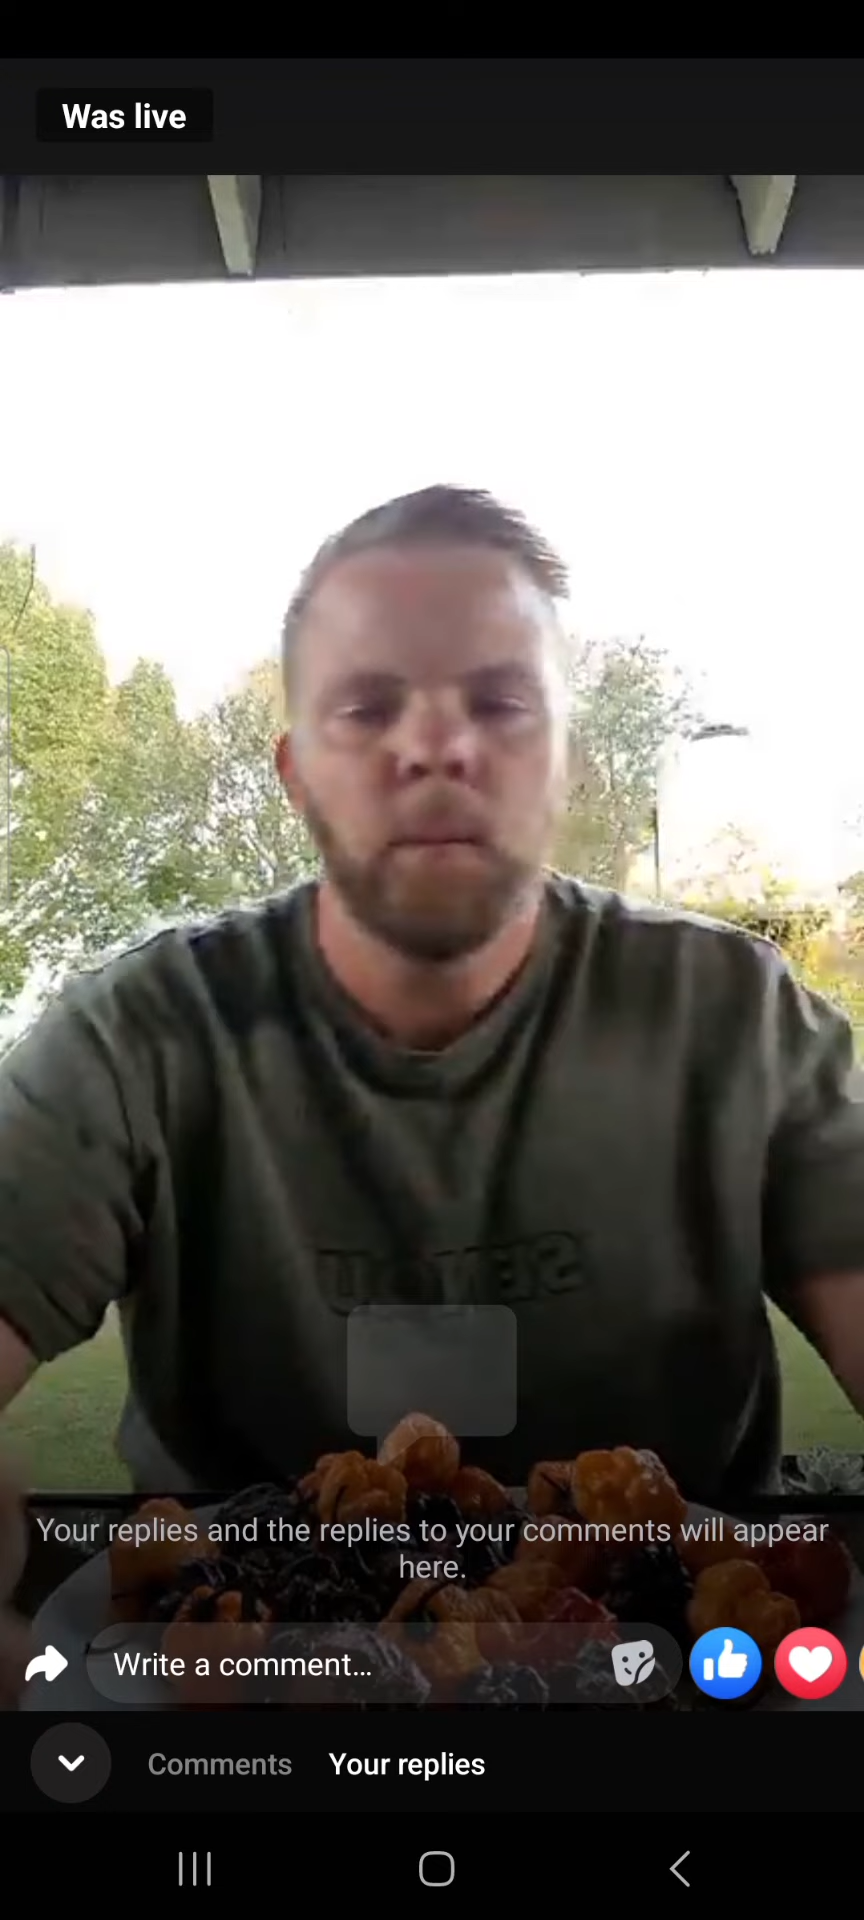 Was live
Your replies and the replies to your comments will appear
here.
Write a comment...
Comments
Your replies